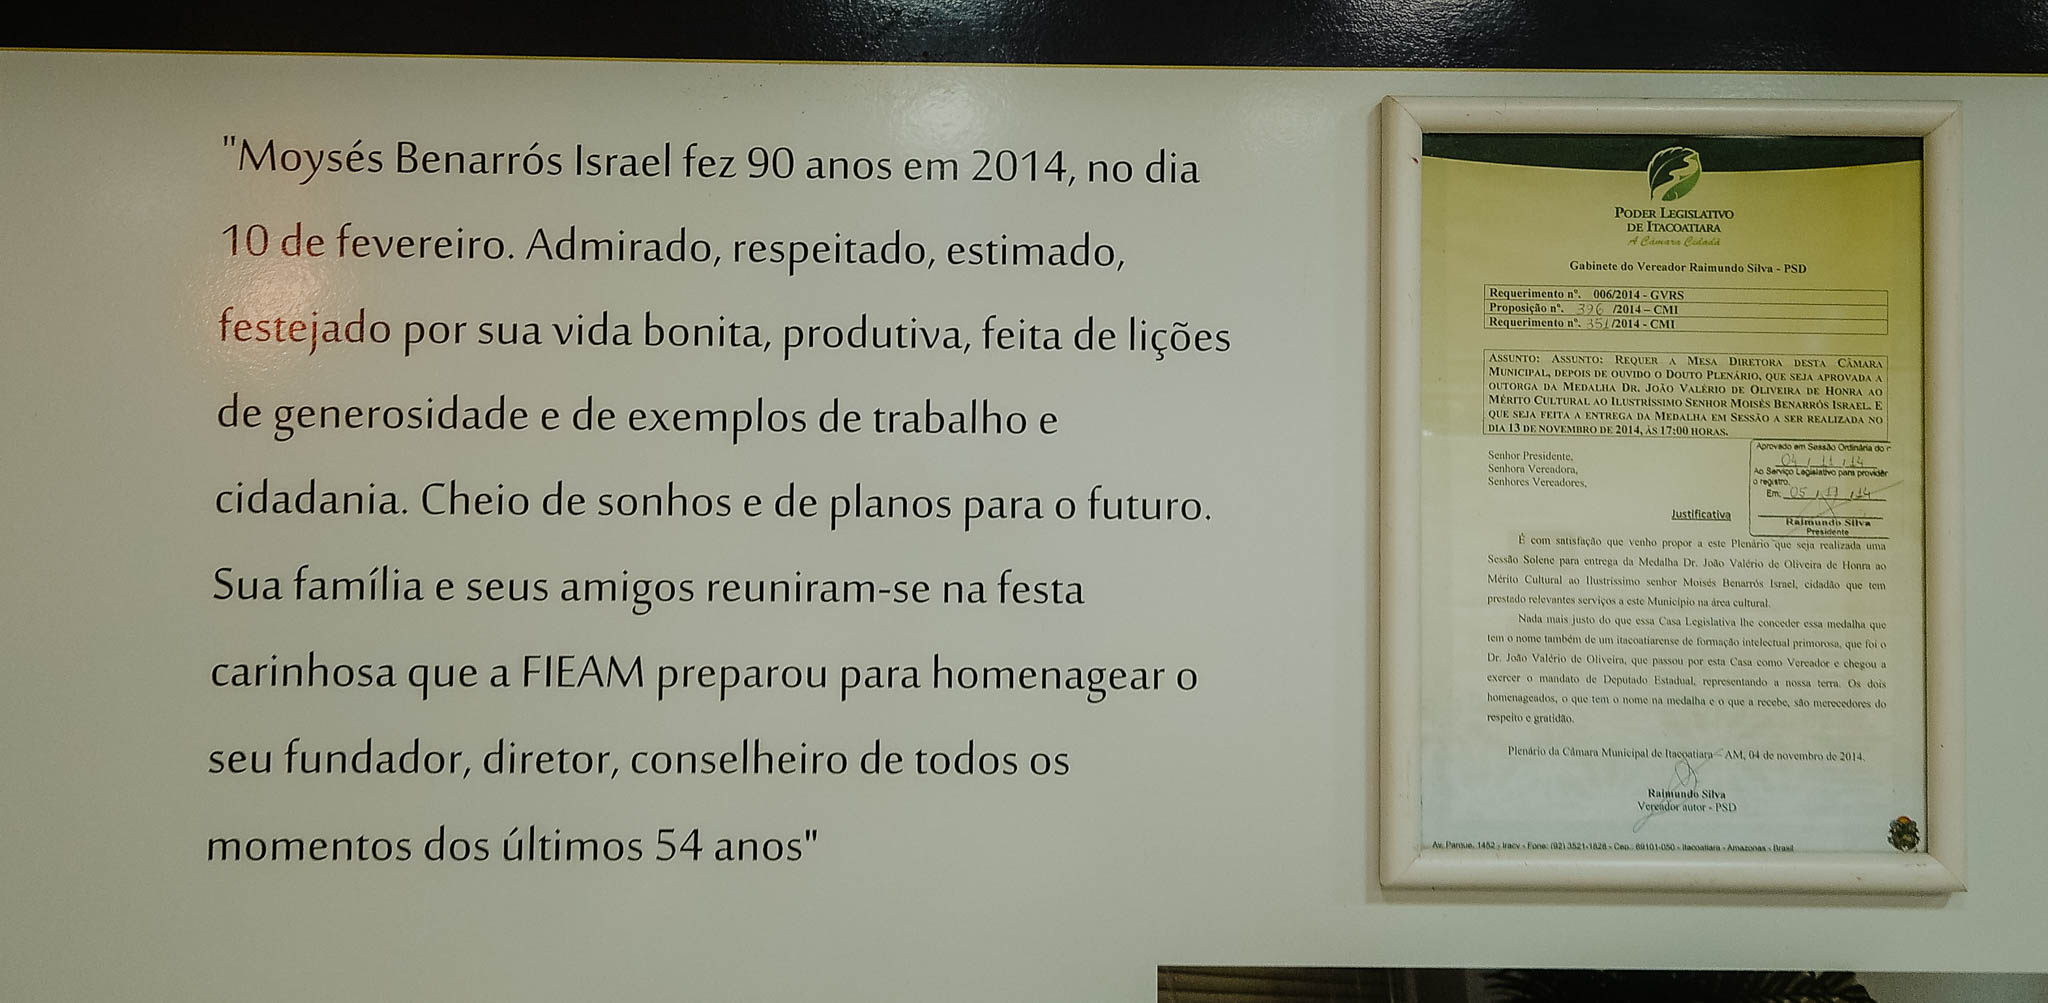 "Moysés Benarrós Israel fez 90 anos em 2014, no dia
10 de fevereiro. Admirado, respeitado, estimado,
festejado por sua vida bonita, produtiva, feita de lições
de generosidade e de exemplos de trabalho e
cidadania. Cheio de sonhos e de planos para o futuro.
Sua família e seus amigos reuniram-se na festa
carinhosa que a FIEAM preparou para homenagear o
seu fundador, diretor, conselheiro de todos os
momentos dos últimos 54 anos"
PODER LEGISLATIVO
DE ITACOATIARA
A Câmara Cidadã
Gabinete do Vereador Raimundo Silva - PSD
Requerimento nº. 006/2014 - GVRS
Proposição nº. 396 /2014 – CMI
Requerimento nº. 351/2014 - CMI
ASSUNTO: ASSUNTO: REQUER A MESA DIRETORA DESTA CÂMARA
MUNICIPAL, DEPOIS DE OUVIDO O DOUTO PLENÁRIO, QUE SEJA APROVADA A
OUTORGA DA MEDALHA DR. JOÃO VALÉRIO DE OLIVEIRA DE HONRA AO
MÉRITO CULTURAL AO ILUSTRÍSSIMO SENHOR MOISÉS BENARRÓS ISRAEL. E
QUE SEJA FEITA A ENTREGA DA MEDALHA EM SESSÃO A SER REALIZADA NO
DIA 13 DE NOVEMBRO DE 2014, ÀS 17:00 HORAS.
Senhor Presidente,
Senhora Vereadora,
Senhores Vereadores,
Aprovado em Sessão Ordinária do
04 / 11 / 14
Ao Serviço Legislativo para providér
o registro.
Em: 05 / 11 / 14
Raimundo Silva
Presidente
Justificativa
É com satisfação que venho propor a este Plenário que seja realizada uma
Sessão Solene para entrega da Medalha Dr. João Valério de Oliveira de Honra ao
Mérito Cultural ao Ilustríssimo senhor Moisés Benarrós Israel, cidadão que tem
prestado relevantes serviços a este Município na área cultural.
Nada mais justo do que essa Casa Legislativa lhe conceder essa medalha que
tem o nome também de um itacoatiarense de formação intelectual primorosa, que foi o
Dr. João Valério de Oliveira, que passou por esta Casa como Vereador e chegou a
exercer o mandato de Deputado Estadual, representando a nossa terra. Os dois
homenageados, o que tem o nome na medalha e o que a recebe, são merecedores do
respeito e gratidão.
Plenário da Câmara Municipal de Itacoatiara – AM, 04 de novembro de 2014.
Raimundo Silva
Vereador autor - PSD
Av. Parque, 1452 - Iracy - Fone: (92) 3521-1828 - Cep.: 69101-050 - Itacoatiara - Amazonas - Brasil